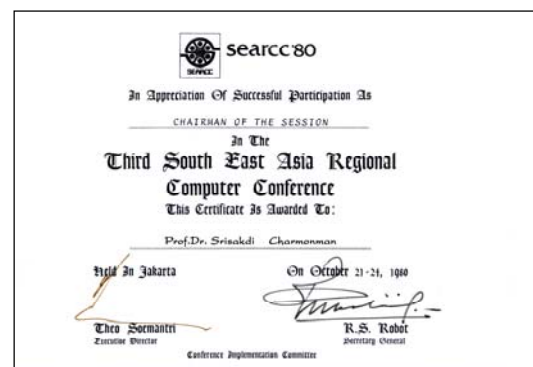 searcc'80
SEARCC
In Appreciation Of Successful Participation As
CHAIRMAN OF THE SESSION
In The
Third South East Asia Regional
Computer Conference
This Certificate Is Awarded To:
Prof.Dr. Srisakdi Charmonman
Held In Jakarta On October 21-24, 1980
Theo Soemantri R.S. Robot
Executive Director Secretary General
Conference Implementation Committee